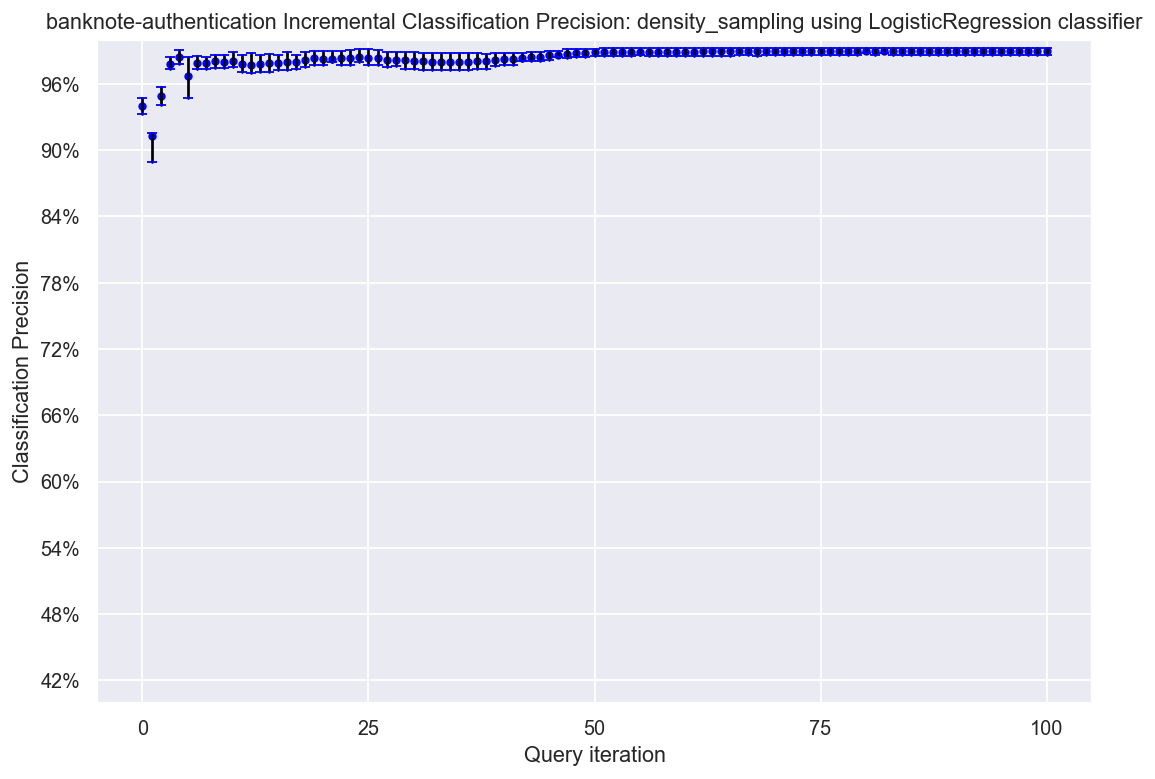 banknote-authentication Incremental Classification Precision: density_sampling using LogisticRegression classifier
96%
90%
84%
78%
72%
66%
60%
54%
48%
42%
Classification Precision
0 25 50 75 100
Query iteration